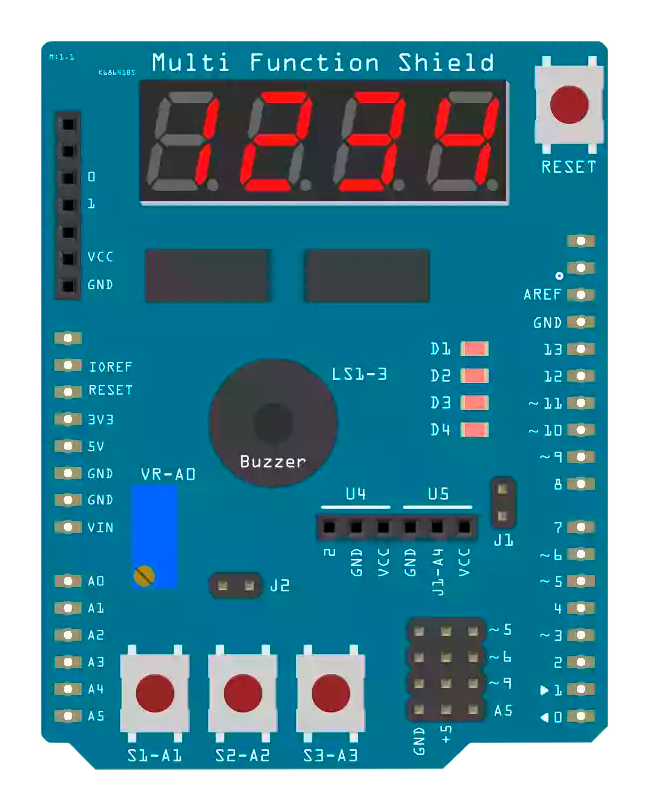 M:1.1
Multi Function Shield
1234
RESET
0
1
VCC
GND
AREF
GND
13
12
~11
~10
~9
8
7
~6
~5
4
~3
2
1
0
IOREF
RESET
3V3
5V
GND
GND
VIN
A0
A1
A2
A3
A4
A5
D1
D2
D3
D4
LS1-3
Buzzer
VR-A0
U4
U5
2
GND
VCC
GND
J1-A4
VCC
J1
J2
~5
~6
~9
A5
GND
+5
S1-A1
S2-A2
S3-A3